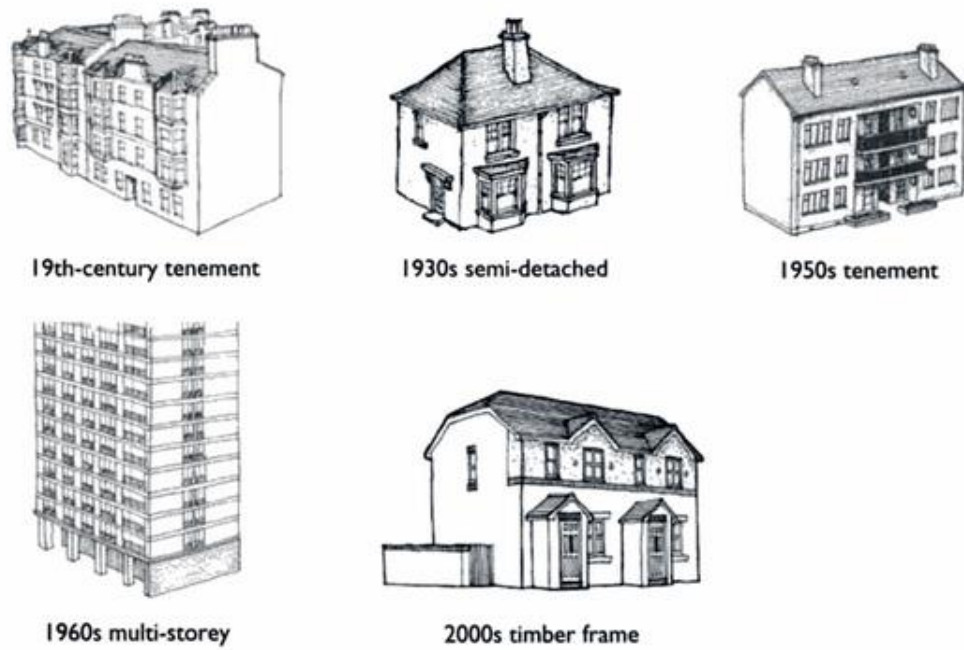 19th-century tenement
1930s semi-detached
1950s tenement
1960s multi-storey
2000s timber frame